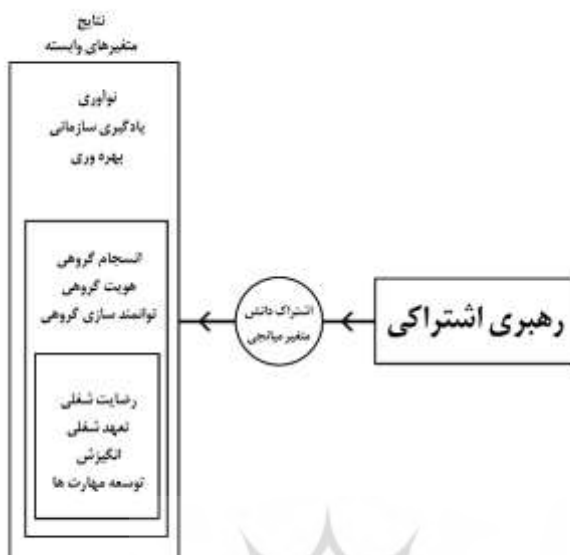 نتایج
متغیرهای وابسته
نوآوری
یادگیری سازمانی
بهره وری
انسجام گروهی
هویت گروهی
توانمند سازی گروهی
رضایت شغلی
تعهد شغلی
انگیزش
توسعه مهارت ها
اشتراک دانش
متغیر میانجی
رهبری اشتراکی